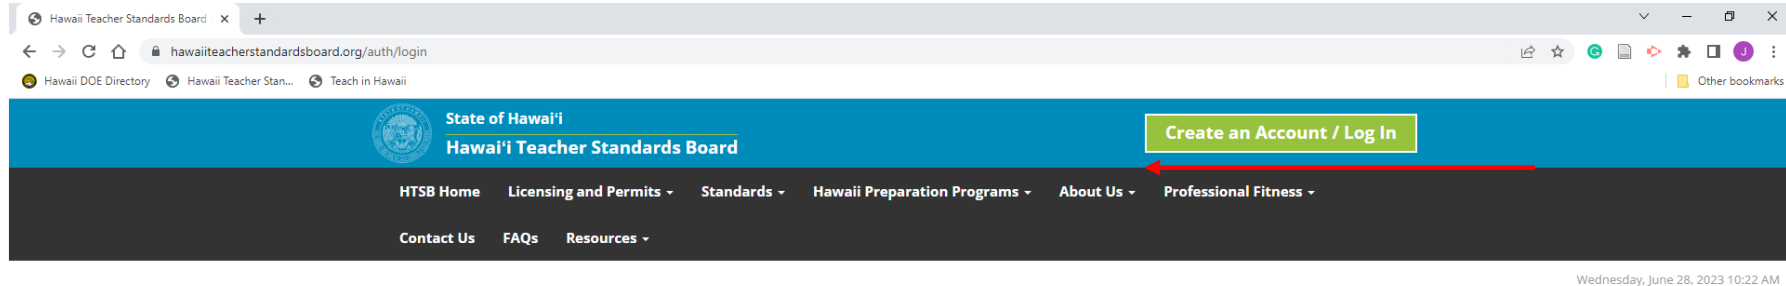 Hawaii Teacher Standards Board
hawaiiteacherstandardsboard.org/auth/login
J
Hawaii DOE Directory Hawaii Teacher Stan... Teach in Hawaii Other bookmarks
State of Hawaiʻi
Hawaiʻi Teacher Standards Board
Create an Account / Log In
HTSB Home Licensing and Permits Standards Hawaii Preparation Programs About Us Professional Fitness
Contact Us FAQs Resources
Wednesday, June 28, 2023 10:22 AM